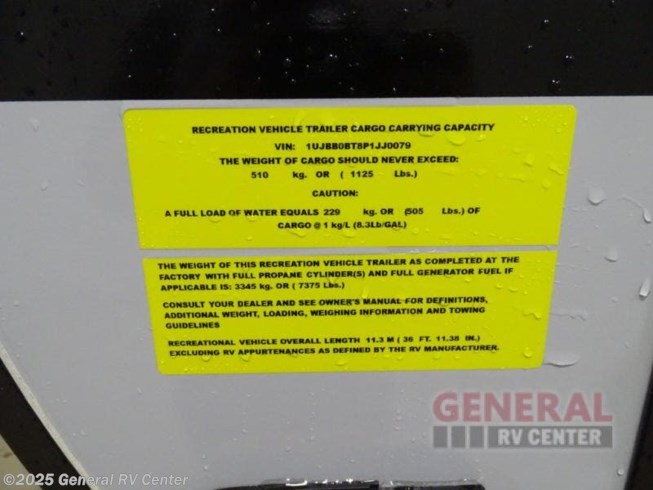 RECREATION VEHICLE TRAILER CARGO CARRYING CAPACITY
VIN: 1UJBB0BT8P1JJ0079
THE WEIGHT OF CARGO SHOULD NEVER EXCEED:
510 kg. OR ( 1125 Lbs.)
CAUTION:
A FULL LOAD OF WATER EQUALS 229 kg. OR (505 Lbs.) OF
CARGO @ 1 kg/L (8.3Lb/GAL)
THE WEIGHT OF THIS RECREATION VEHICLE TRAILER AS COMPLETED AT THE
FACTORY WITH FULL PROPANE CYLINDER(S) AND FULL GENERATOR FUEL IF
APPLICABLE IS: 3345 kg. OR ( 7375 Lbs.)
CONSULT YOUR DEALER AND SEE OWNER'S MANUAL FOR DEFINITIONS,
ADDITIONAL WEIGHT, LOADING, WEIGHING INFORMATION AND TOWING
GUIDELINES
RECREATIONAL VEHICLE OVERALL LENGTH 11.3 M ( 36 FT. 11.38 IN.)
EXCLUDING RV APPURTENANCES AS DEFINED BY THE RV MANUFACTURER.
GENERAL
RV CENTER
©2025 General RV Center